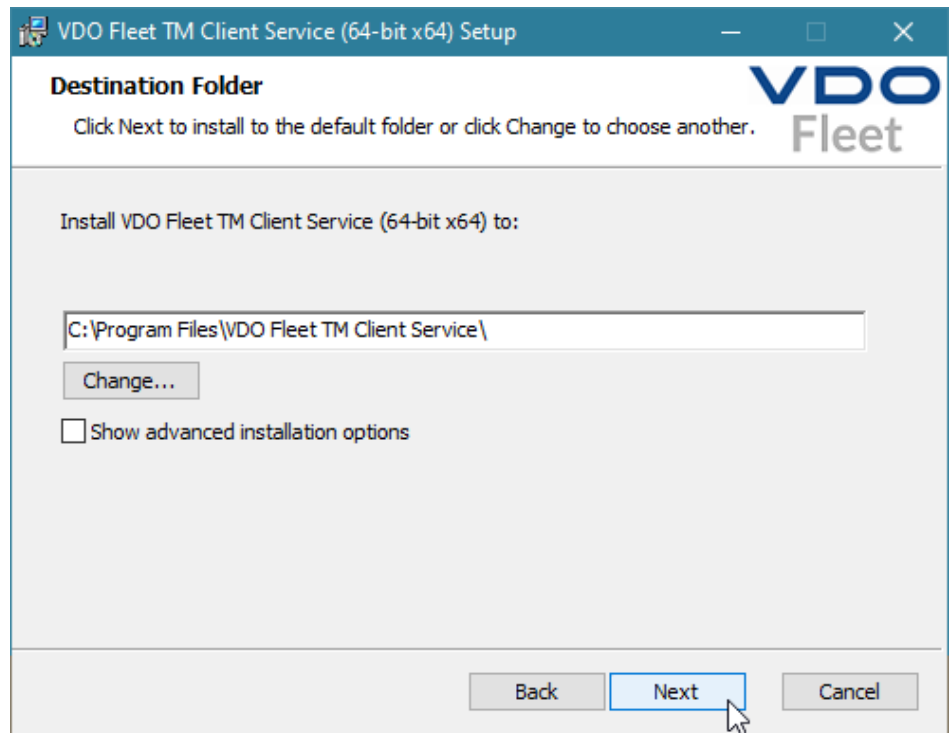 VDO Fleet TM Client Service (64-bit x64) Setup
Destination Folder
Click Next to install to the default folder or click Change to choose another.
VDO
Fleet
Install VDO Fleet TM Client Service (64-bit x64) to:
C:\Program Files\VDO Fleet TM Client Service\
Change...
Show advanced installation options
Back
Next
Cancel